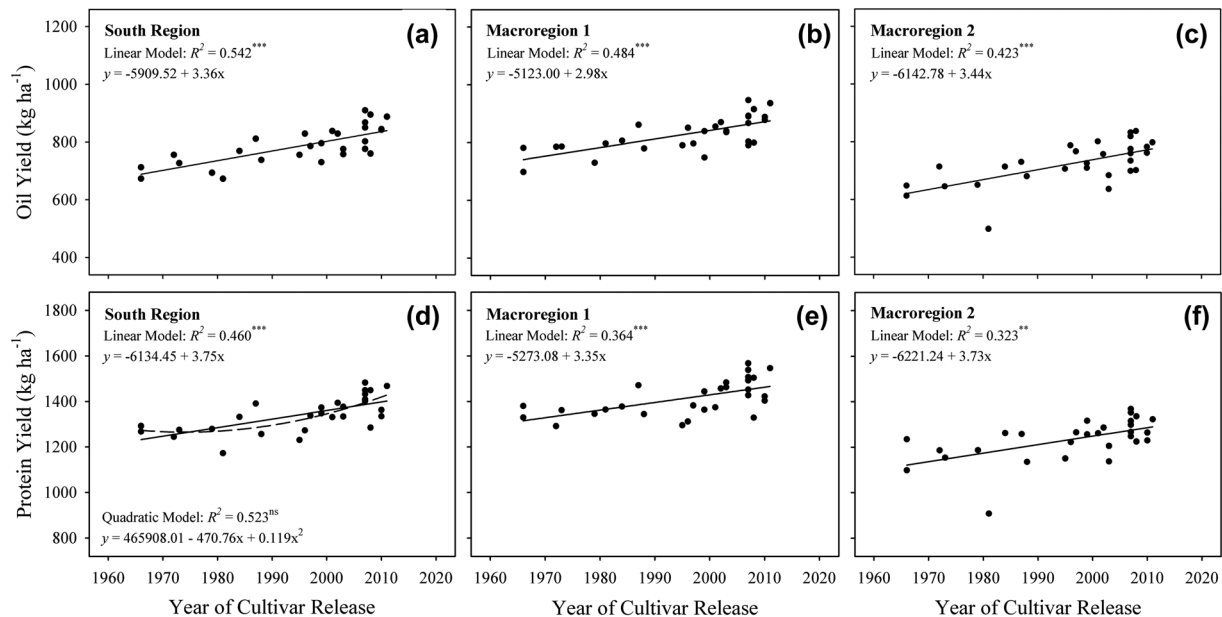 South Region
(a)
Linear Model: R² = 0.542***
y = -5909.52 + 3.36x
Macroregion 1
(b)
Linear Model: R² = 0.484***
y = -5123.00 + 2.98x
Macroregion 2
(c)
Linear Model: R² = 0.423***
y = -6142.78 + 3.44x
Oil Yield (kg ha⁻¹)
1200
1000
800
600
400
South Region
(d)
Linear Model: R² = 0.460***
y = -6134.45 + 3.75x
Quadratic Model: R² = 0.523ⁿˢ
y = 465908.01 - 470.76x + 0.119x²
Macroregion 1
(e)
Linear Model: R² = 0.364***
y = -5273.08 + 3.35x
Macroregion 2
(f)
Linear Model: R² = 0.323**
y = -6221.24 + 3.73x
Protein Yield (kg ha⁻¹)
1800
1600
1400
1200
1000
800
1960 1970 1980 1990 2000 2010 2020
1960 1970 1980 1990 2000 2010 2020
1960 1970 1980 1990 2000 2010 2020
Year of Cultivar Release
Year of Cultivar Release
Year of Cultivar Release